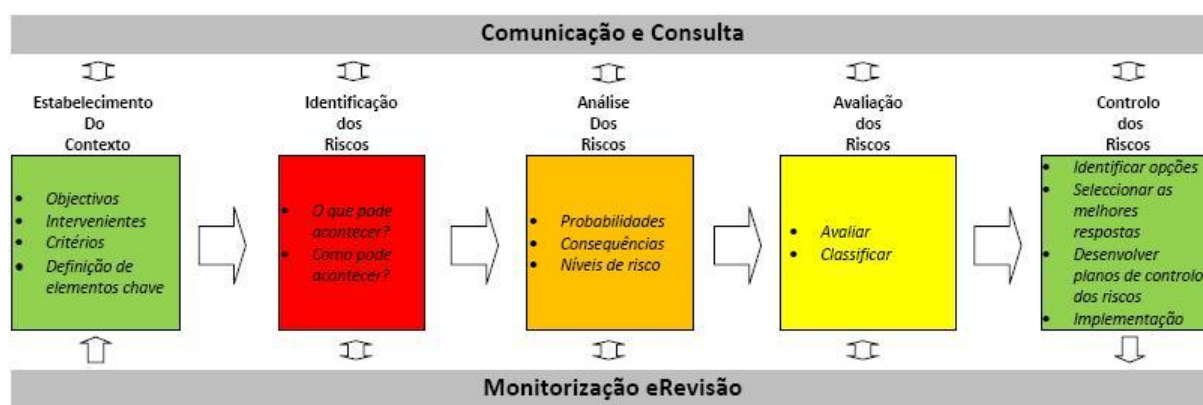 Comunicação e Consulta
Estabelecimento
Do
Contexto
• Objectivos
• Intervenientes
• Critérios
• Definição de
elementos chave
Identificação
dos
Riscos
• O que pode
acontecer?
• Como pode
acontecer?
Análise
Dos
Riscos
• Probabilidades
• Consequências
• Níveis de risco
Avaliação
dos
Riscos
• Avaliar
• Classificar
Controlo
dos
Riscos
• Identificar opções
• Seleccionar as
melhores
respostas
• Desenvolver
planos de controlo
dos riscos
• Implementação
Monitorização eRevisão